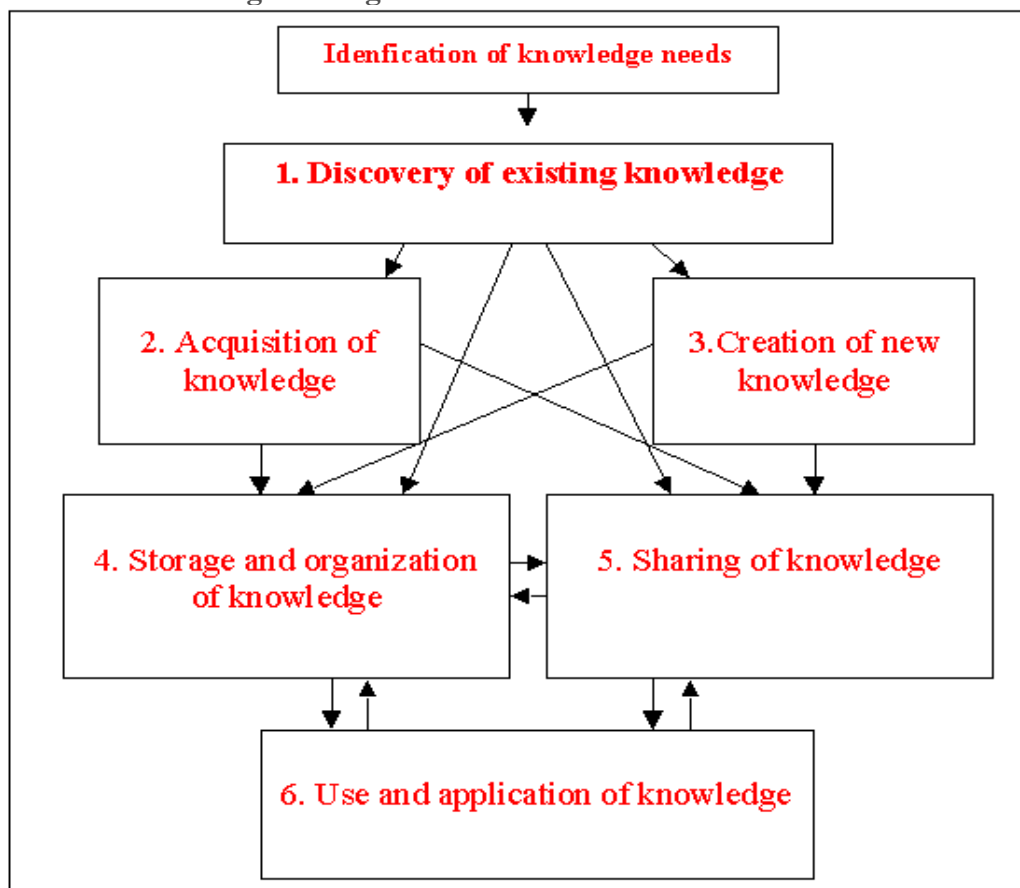 Idenfication of knowledge needs
1. Discovery of existing knowledge
2. Acquisition of
knowledge
3.Creation of new
knowledge
4. Storage and organization
of knowledge
5. Sharing of knowledge
6. Use and application of knowledge